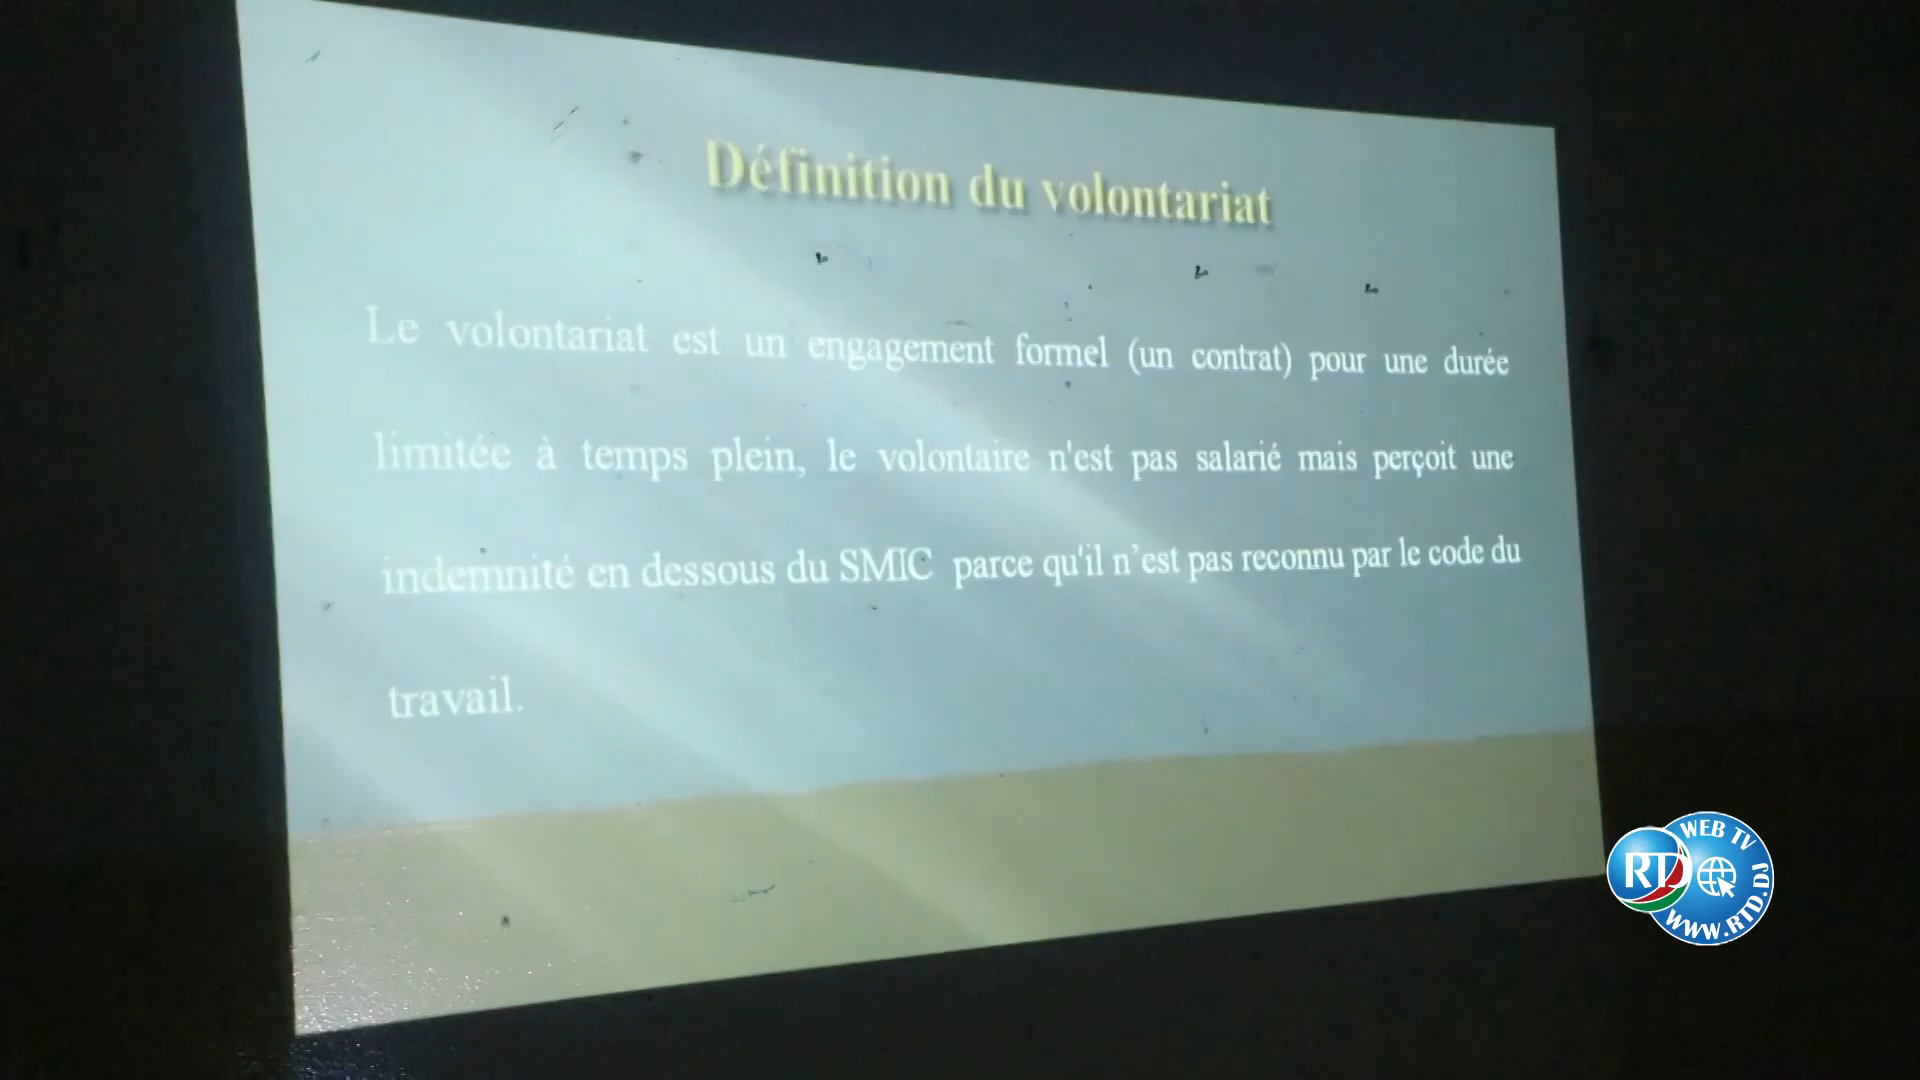 Définition du volontariat
Le volontariat est un engagement formel (un contrat) pour une durée
limitée à temps plein, le volontaire n'est pas salarié mais perçoit une
indemnité en dessous du SMIC parce qu'il n’est pas reconnu par le code du
travail.
WEB TV
RTD
WWW.RTD.DJ